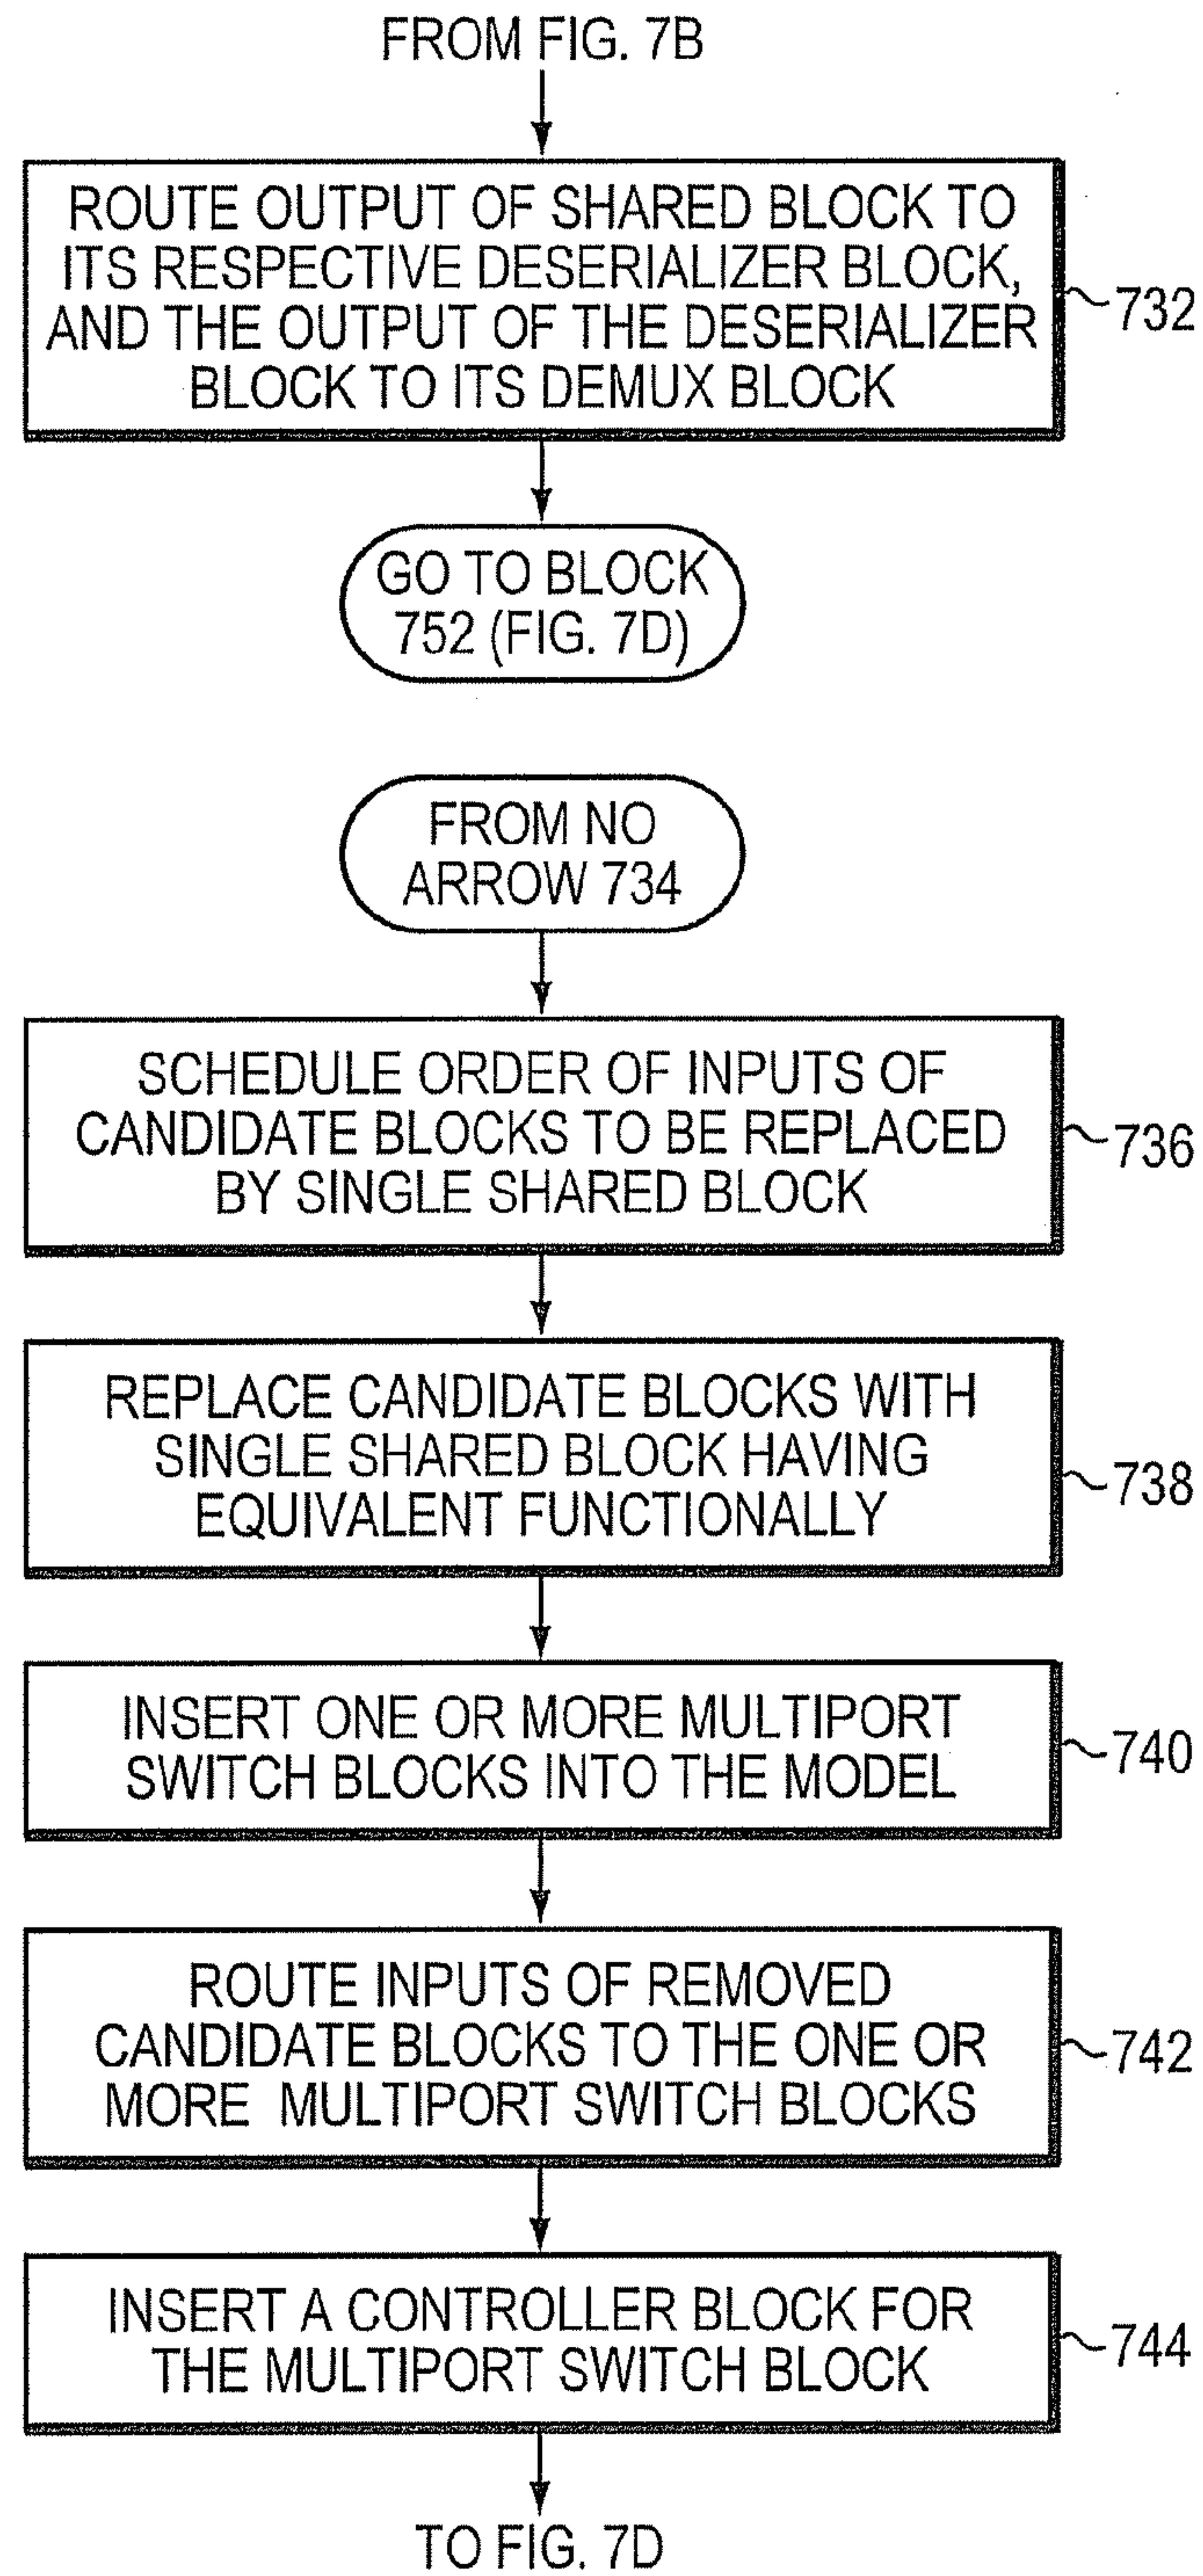 FROM FIG. 7B
ROUTE OUTPUT OF SHARED BLOCK TO
ITS RESPECTIVE DESERIALIZER BLOCK,
AND THE OUTPUT OF THE DESERIALIZER
BLOCK TO ITS DEMUX BLOCK
732
GO TO BLOCK
752 (FIG. 7D)
FROM NO
ARROW 734
SCHEDULE ORDER OF INPUTS OF
CANDIDATE BLOCKS TO BE REPLACED
BY SINGLE SHARED BLOCK
736
REPLACE CANDIDATE BLOCKS WITH
SINGLE SHARED BLOCK HAVING
EQUIVALENT FUNCTIONALLY
738
INSERT ONE OR MORE MULTIPORT
SWITCH BLOCKS INTO THE MODEL
740
ROUTE INPUTS OF REMOVED
CANDIDATE BLOCKS TO THE ONE OR
MORE MULTIPORT SWITCH BLOCKS
742
INSERT A CONTROLLER BLOCK FOR
THE MULTIPORT SWITCH BLOCK
744
TO FIG. 7D